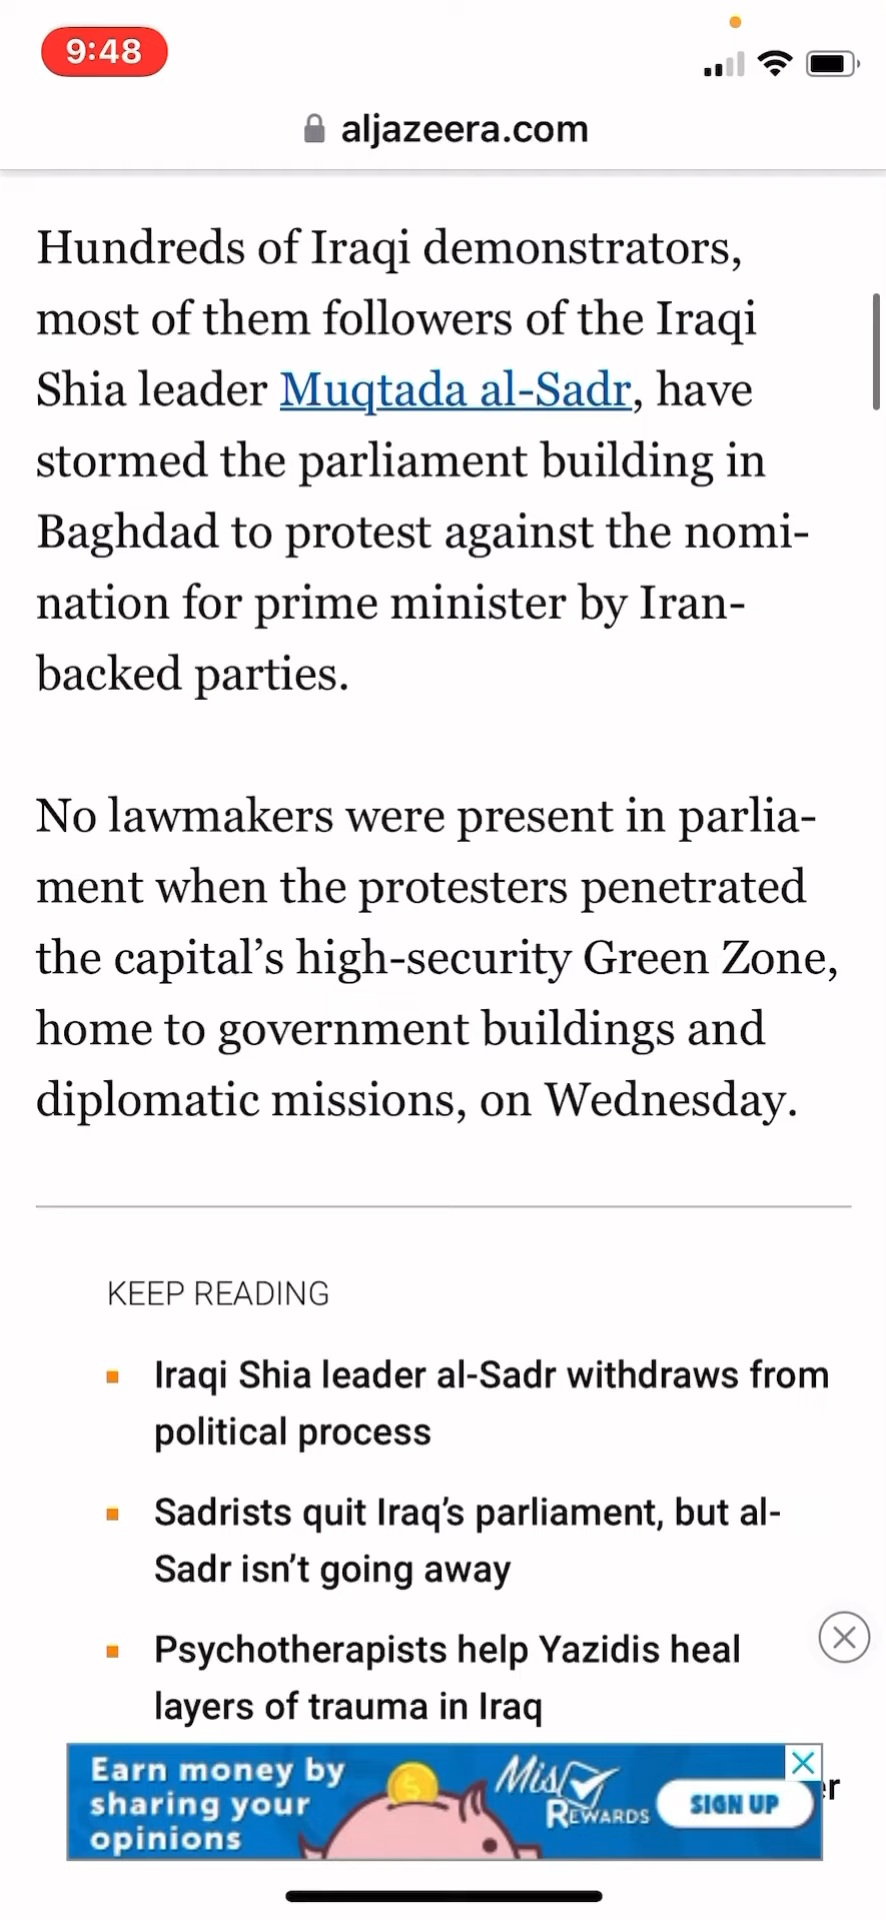 9:48
aljazeera.com
Hundreds of Iraqi demonstrators,
most of them followers of the Iraqi
Shia leader Muqtada al-Sadr, have
stormed the parliament building in
Baghdad to protest against the nomi-
nation for prime minister by Iran-
backed parties.
No lawmakers were present in parlia-
ment when the protesters penetrated
the capital’s high-security Green Zone,
home to government buildings and
diplomatic missions, on Wednesday.
KEEP READING
Iraqi Shia leader al-Sadr withdraws from
political process
Sadrists quit Iraq’s parliament, but al-
Sadr isn’t going away
Psychotherapists help Yazidis heal
layers of trauma in Iraq
Earn money by
sharing your
opinions
REWARDS
SIGN UP